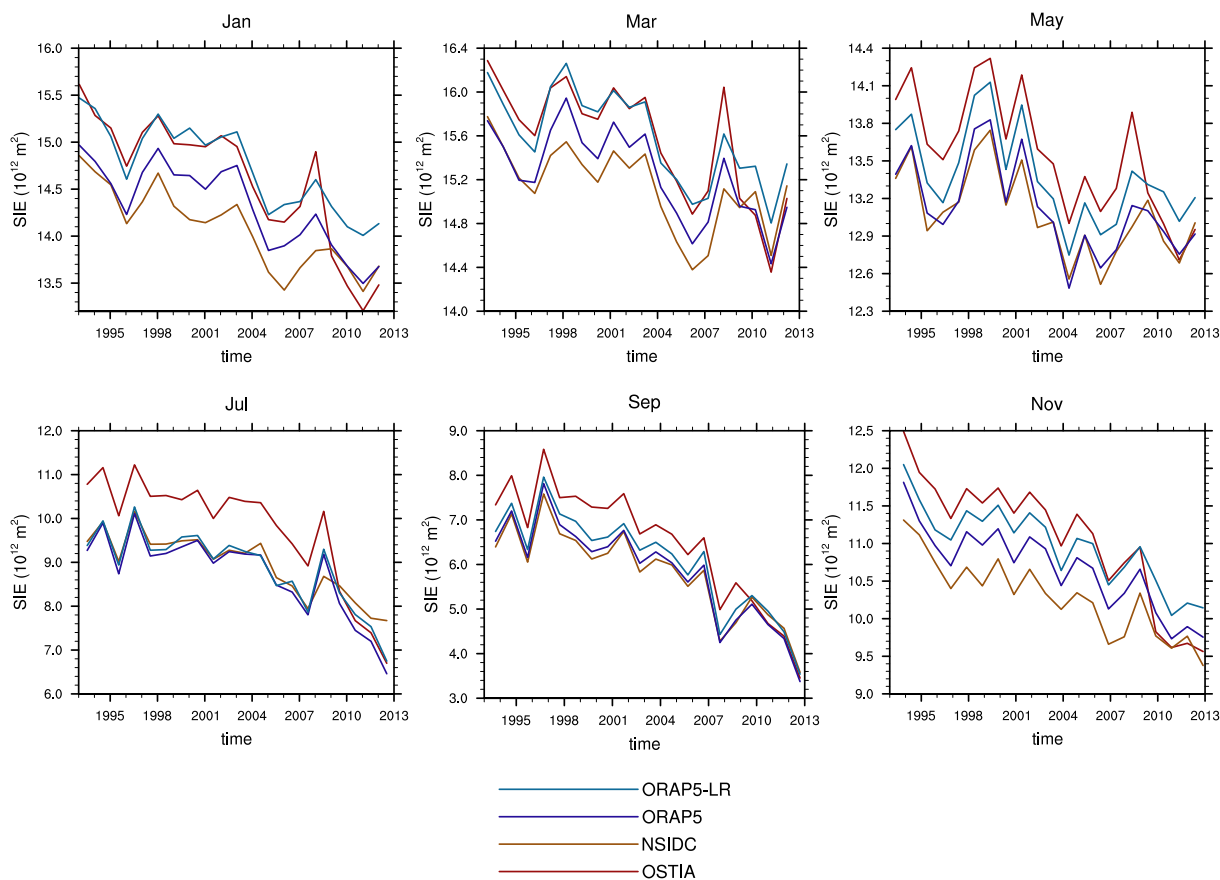 Jan
Mar
May
16.0
15.5
15.0
14.5
14.0
13.5
SIE (10¹² m²)
1995 1998 2001 2004 2007 2010 2013
time
16.4
16.0
15.6
15.2
14.8
14.4
14.0
SIE (10¹² m²)
1995 1998 2001 2004 2007 2010 2013
time
14.4
14.1
13.8
13.5
13.2
12.9
12.6
12.3
SIE (10¹² m²)
1995 1998 2001 2004 2007 2010 2013
time
Jul
Sep
Nov
12.0
11.0
10.0
9.0
8.0
7.0
6.0
SIE (10¹² m²)
1995 1998 2001 2004 2007 2010 2013
time
9.0
8.0
7.0
6.0
5.0
4.0
3.0
SIE (10¹² m²)
1995 1998 2001 2004 2007 2010 2013
time
12.5
12.0
11.5
11.0
10.5
10.0
9.5
9.0
SIE (10¹² m²)
1995 1998 2001 2004 2007 2010 2013
time
ORAP5-LR
ORAP5
NSIDC
OSTIA